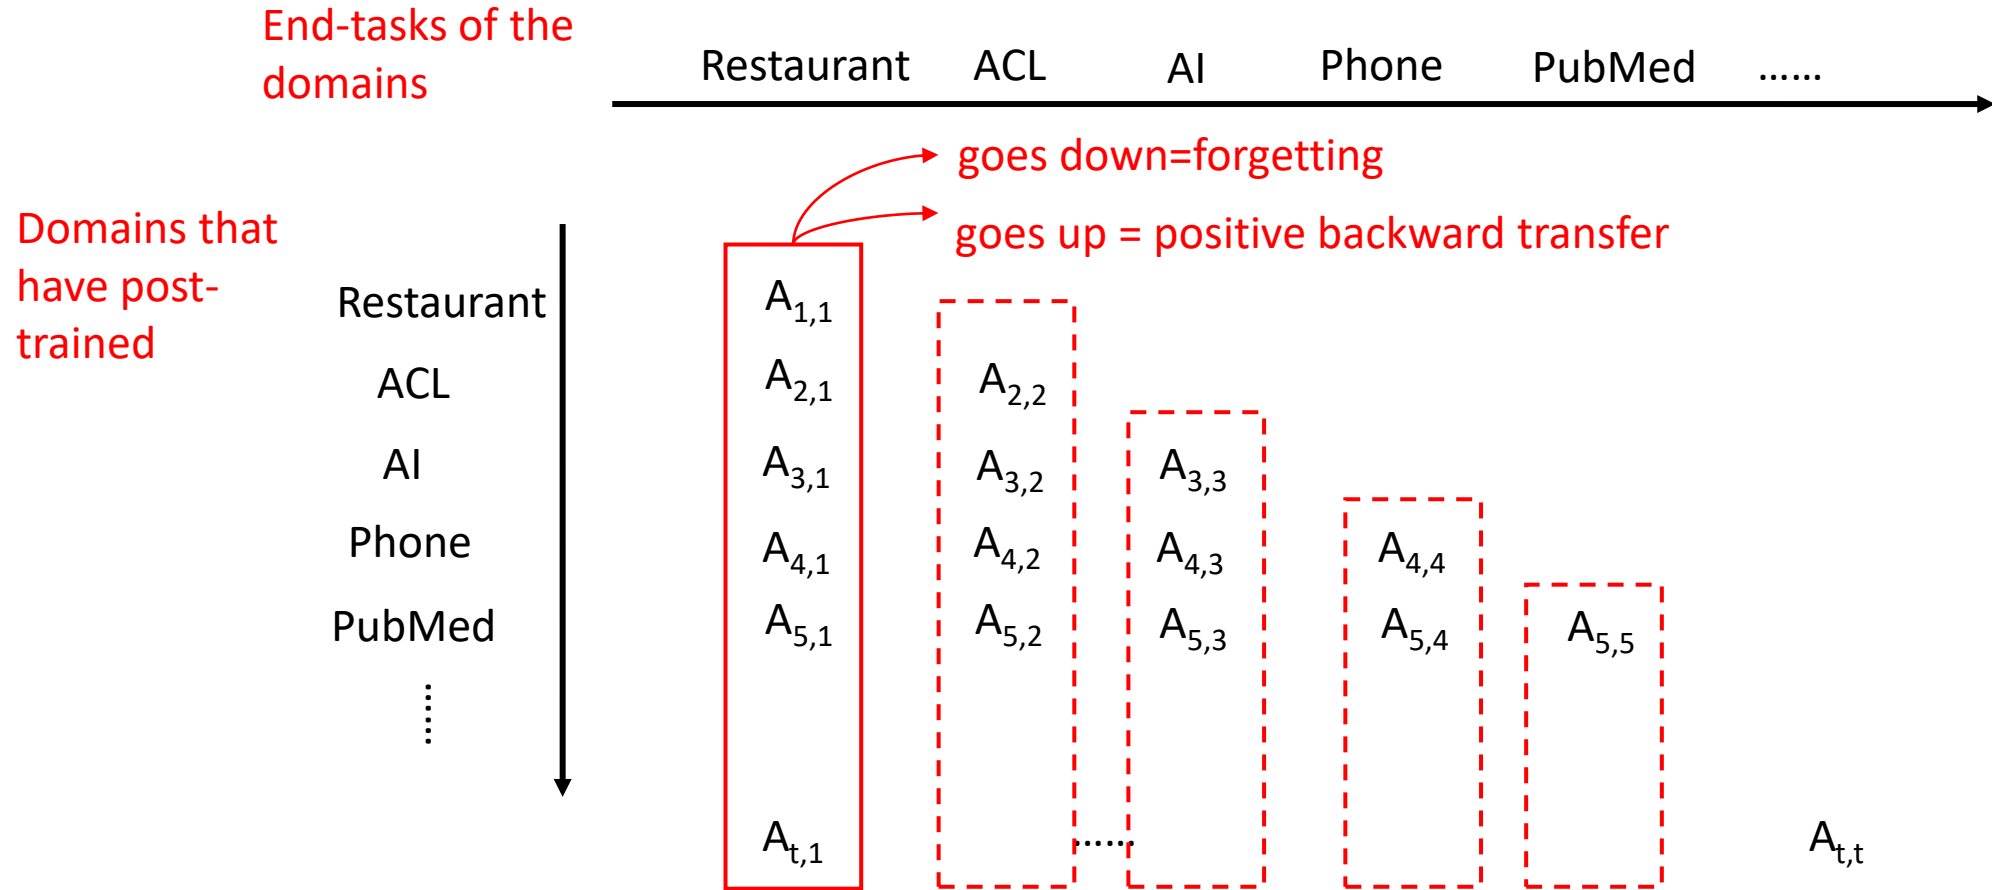 End-tasks of the
domains
Restaurant ACL AI Phone PubMed ......
goes down=forgetting
goes up = positive backward transfer
Domains that
have post-
trained
Restaurant A1,1
ACL A2,1 A2,2
AI A3,1 A3,2 A3,3
Phone A4,1 A4,2 A4,3 A4,4
PubMed A5,1 A5,2 A5,3 A5,4 A5,5
......
At,1 ...... At,t